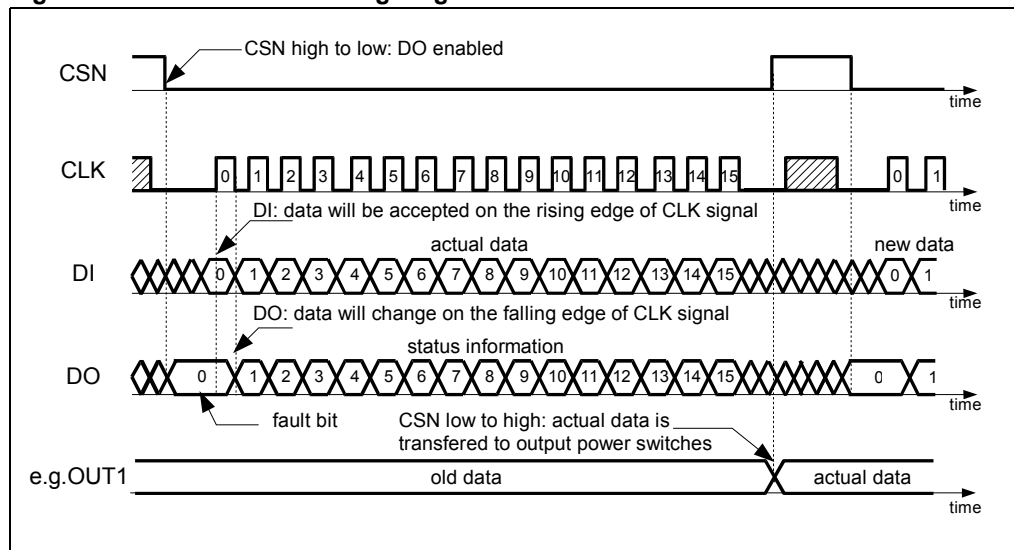 CSN high to low: DO enabled
CSN
time
CLK
0 1 2 3 4 5 6 7 8 9 10 11 12 13 14 15 0 1
time
DI: data will be accepted on the rising edge of CLK signal
actual data
new data
DI
0 1 2 3 4 5 6 7 8 9 10 11 12 13 14 15 0 1
time
DO: data will change on the falling edge of CLK signal
status information
DO
0 1 2 3 4 5 6 7 8 9 10 11 12 13 14 15 0 1
time
fault bit
CSN low to high: actual data is
transfered to output power switches
e.g.OUT1
old data
actual data
time